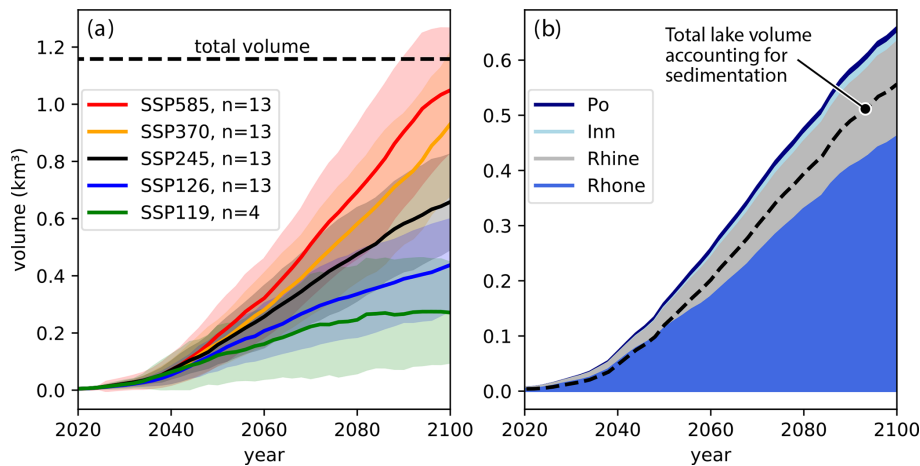 (a)
total volume
SSP585, n=13
SSP370, n=13
SSP245, n=13
SSP126, n=13
SSP119, n=4
volume (km³)
1.2
1.0
0.8
0.6
0.4
0.2
0.0
2020
2040
2060
2080
2100
year
(b)
Total lake volume
accounting for
sedimentation
Po
Inn
Rhine
Rhone
0.6
0.5
0.4
0.3
0.2
0.1
0.0
2020
2040
2060
2080
2100
year